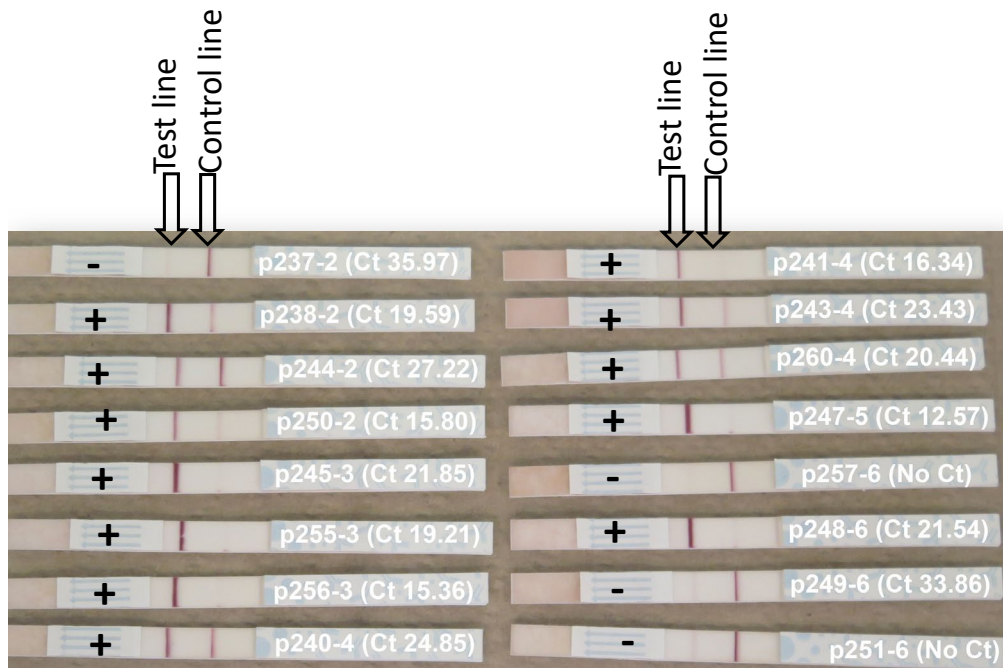 Test line
Control line
Test line
Control line
- p237-2 (Ct 35.97)
+ p238-2 (Ct 19.59)
+ p244-2 (Ct 27.22)
+ p250-2 (Ct 15.80)
+ p245-3 (Ct 21.85)
+ p255-3 (Ct 19.21)
+ p256-3 (Ct 15.36)
+ p240-4 (Ct 24.85)
+ p241-4 (Ct 16.34)
+ p243-4 (Ct 23.43)
+ p260-4 (Ct 20.44)
+ p247-5 (Ct 12.57)
- p257-6 (No Ct)
+ p248-6 (Ct 21.54)
- p249-6 (Ct 33.86)
- p251-6 (No Ct)